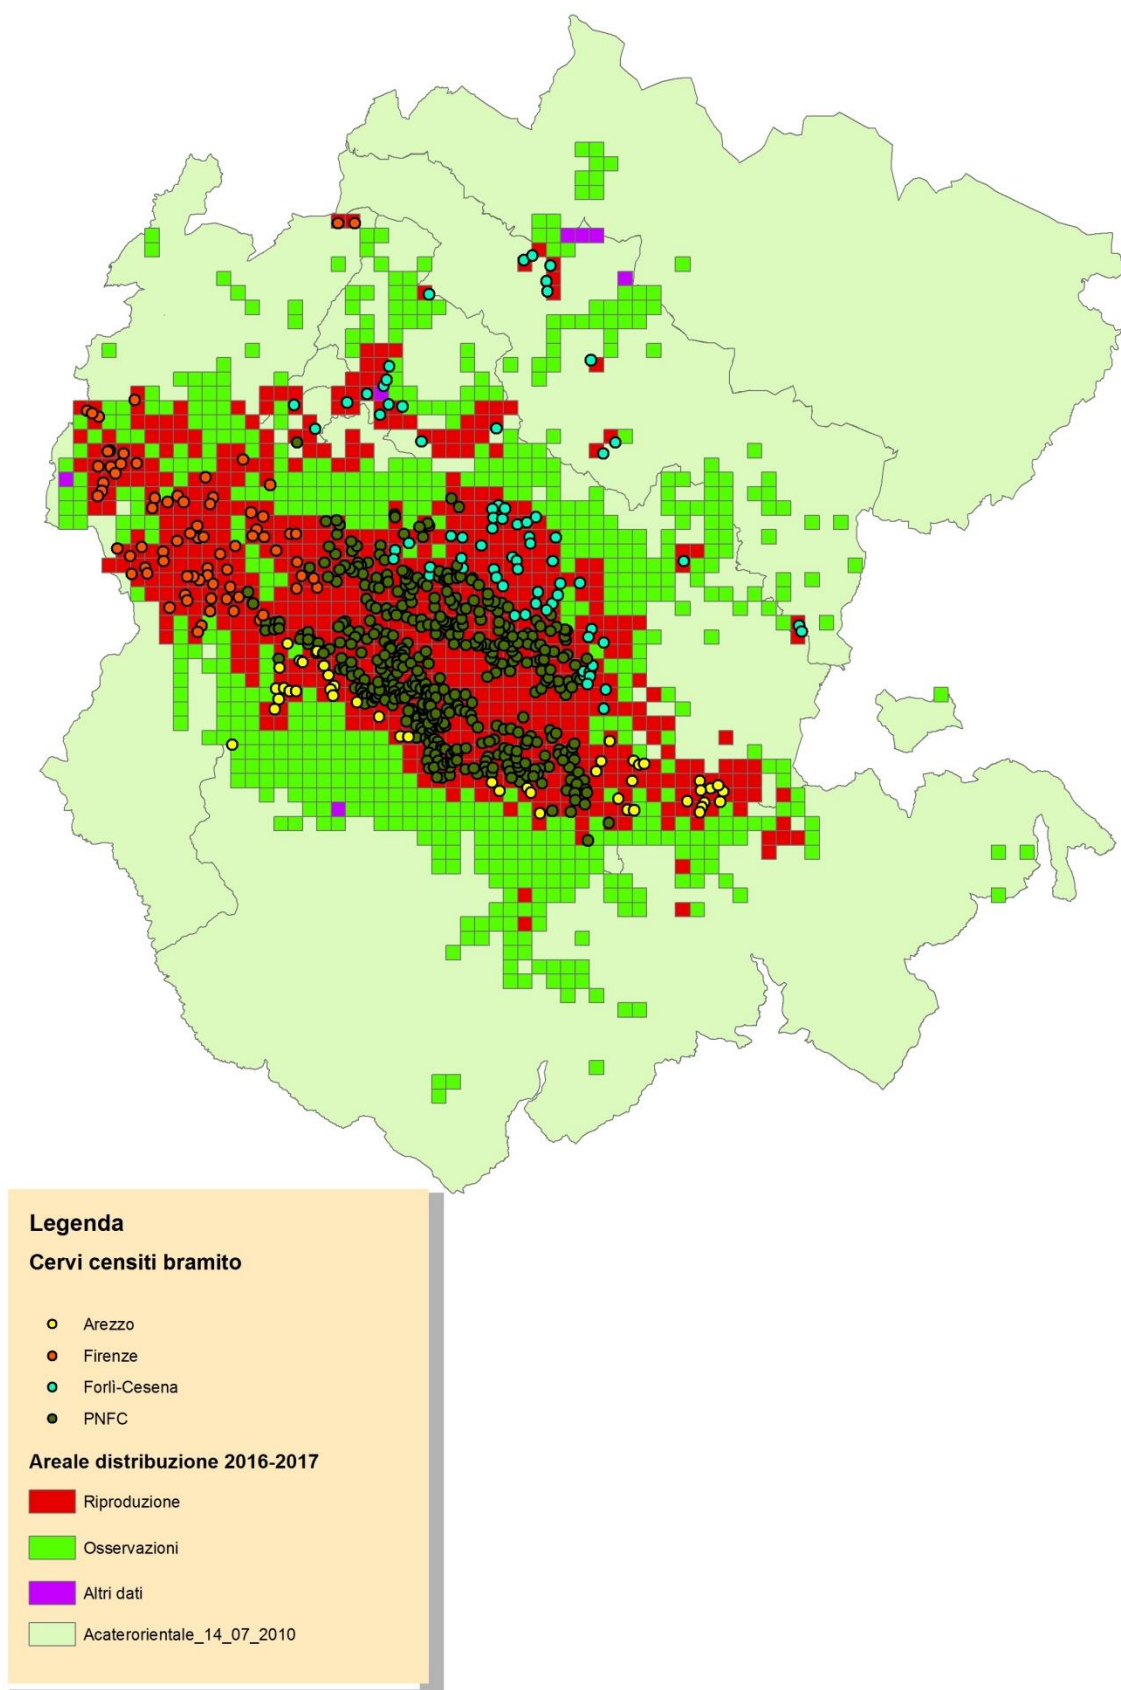 Legenda
Cervi censiti bramito
Arezzo
Firenze
Forlì-Cesena
PNFC
Areale distribuzione 2016-2017
Riproduzione
Osservazioni
Altri dati
Acaterorientale_14_07_2010